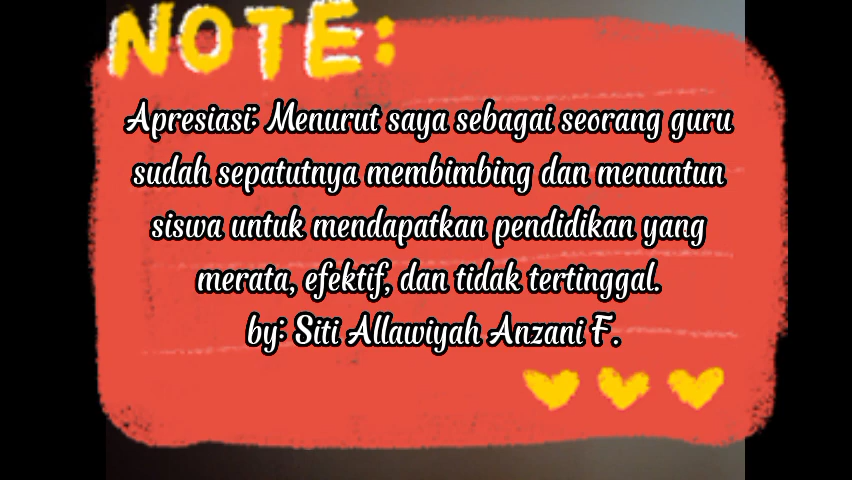 NOTE:
Apresiasi: Menurut saya sebagai seorang guru
sudah sepatutnya membimbing dan menuntun
siswa untuk mendapatkan pendidikan yang
merata, efektif, dan tidak tertinggal.
by: Siti Allawiyah Anzani F.